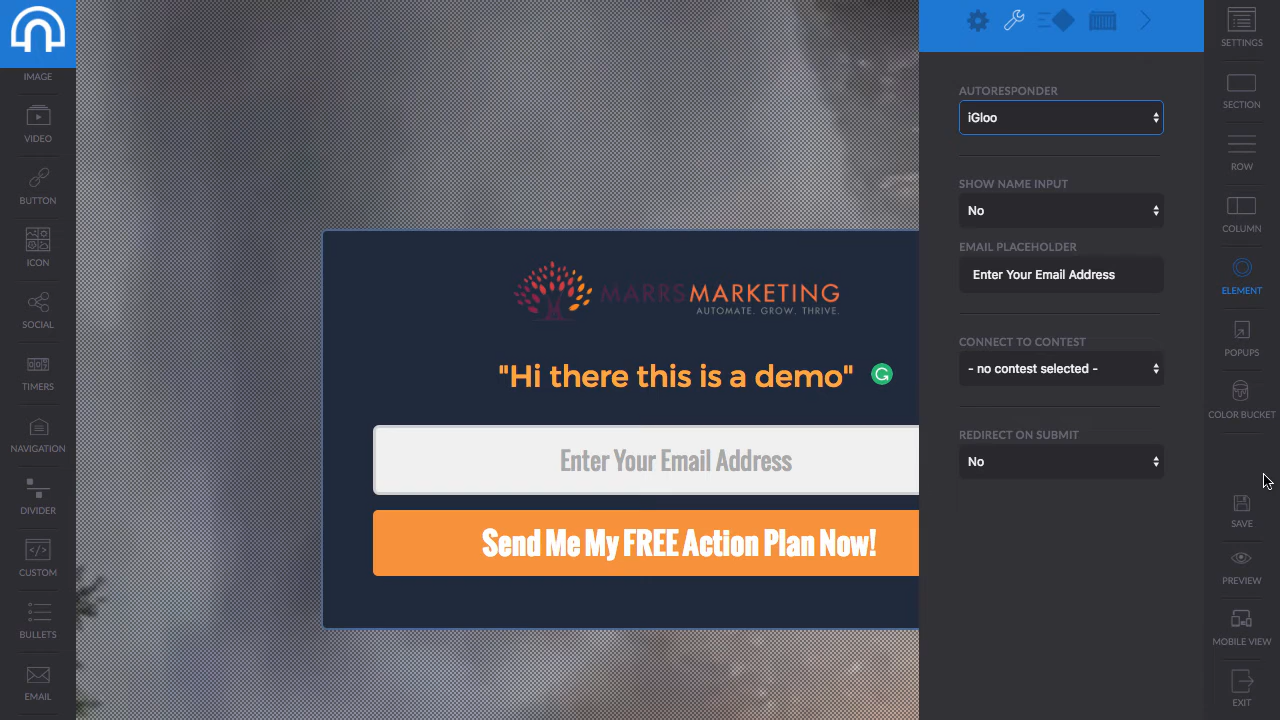 IMAGE
VIDEO
BUTTON
ICON
SOCIAL
TIMERS
NAVIGATION
DIVIDER
CUSTOM
BULLETS
EMAIL
MARRSMARKETING
AUTOMATE. GROW. THRIVE.
"Hi there this is a demo"
Enter Your Email Address
Send Me My FREE Action Plan Now!
AUTORESPONDER
iGloo
SHOW NAME INPUT
No
EMAIL PLACEHOLDER
Enter Your Email Address
CONNECT TO CONTEST
- no contest selected -
REDIRECT ON SUBMIT
No
SETTINGS
SECTION
ROW
COLUMN
ELEMENT
POPUPS
COLOR BUCKET
SAVE
PREVIEW
MOBILE VIEW
EXIT